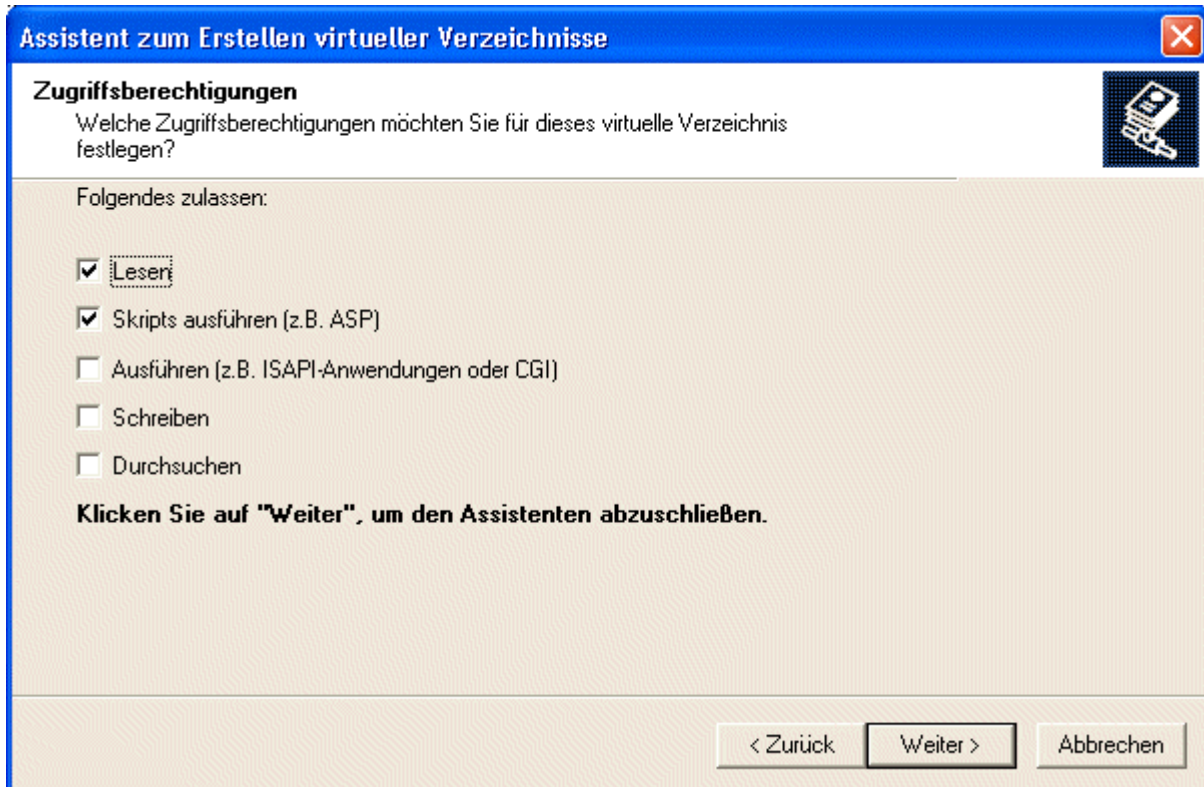 Assistent zum Erstellen virtueller Verzeichnisse
Zugriffsberechtigungen
Welche Zugriffsberechtigungen möchten Sie für dieses virtuelle Verzeichnis
festlegen?
Folgendes zulassen:
Lesen
Skripts ausführen (z.B. ASP)
Ausführen (z.B. ISAPI-Anwendungen oder CGI)
Schreiben
Durchsuchen
Klicken Sie auf "Weiter", um den Assistenten abzuschließen.
< Zurück Weiter > Abbrechen